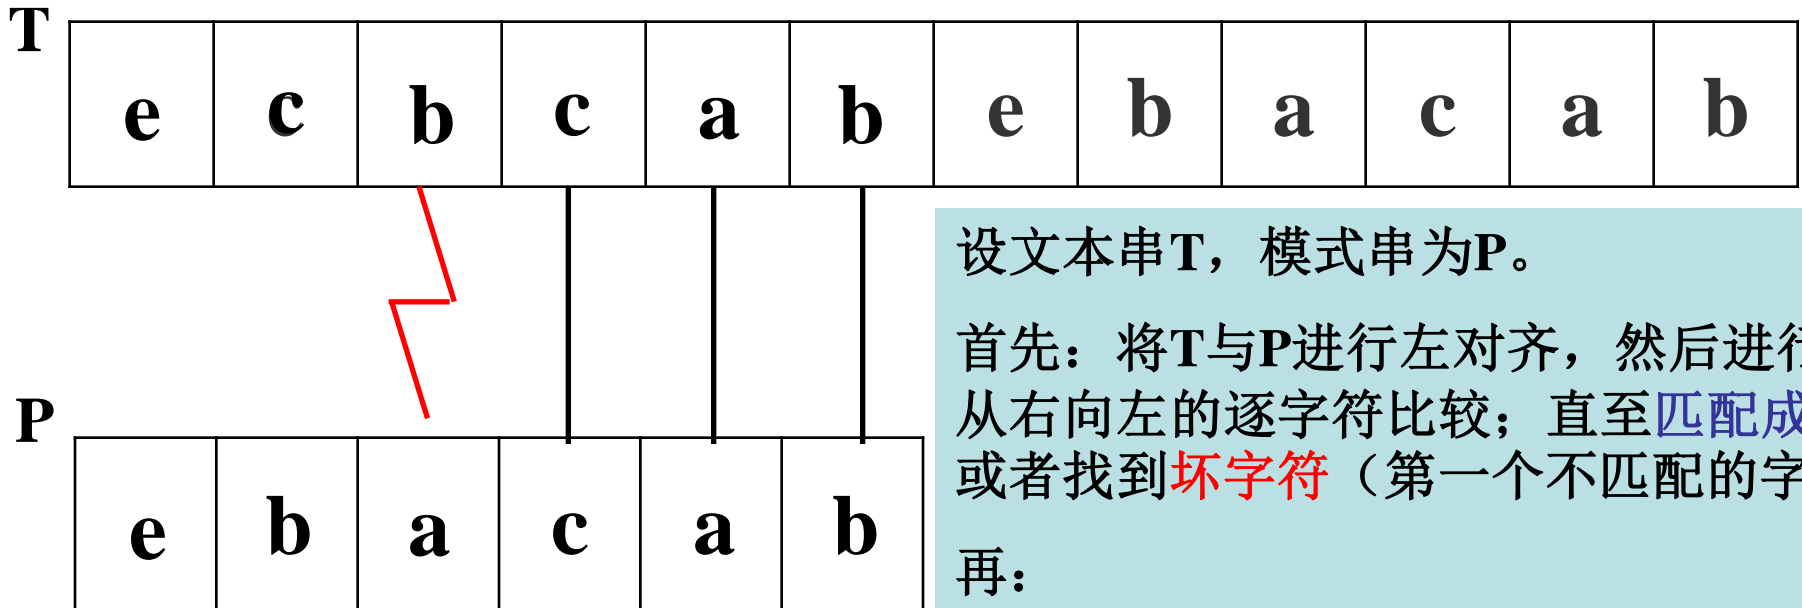 T
e c b c a b e b a c a b
设文本串T，模式串为P。
首先：将T与P进行左对齐，然后进行
从右向左的逐字符比较；直至匹配成
或者找到坏字符（第一个不匹配的字
再：
P
e b a c a b